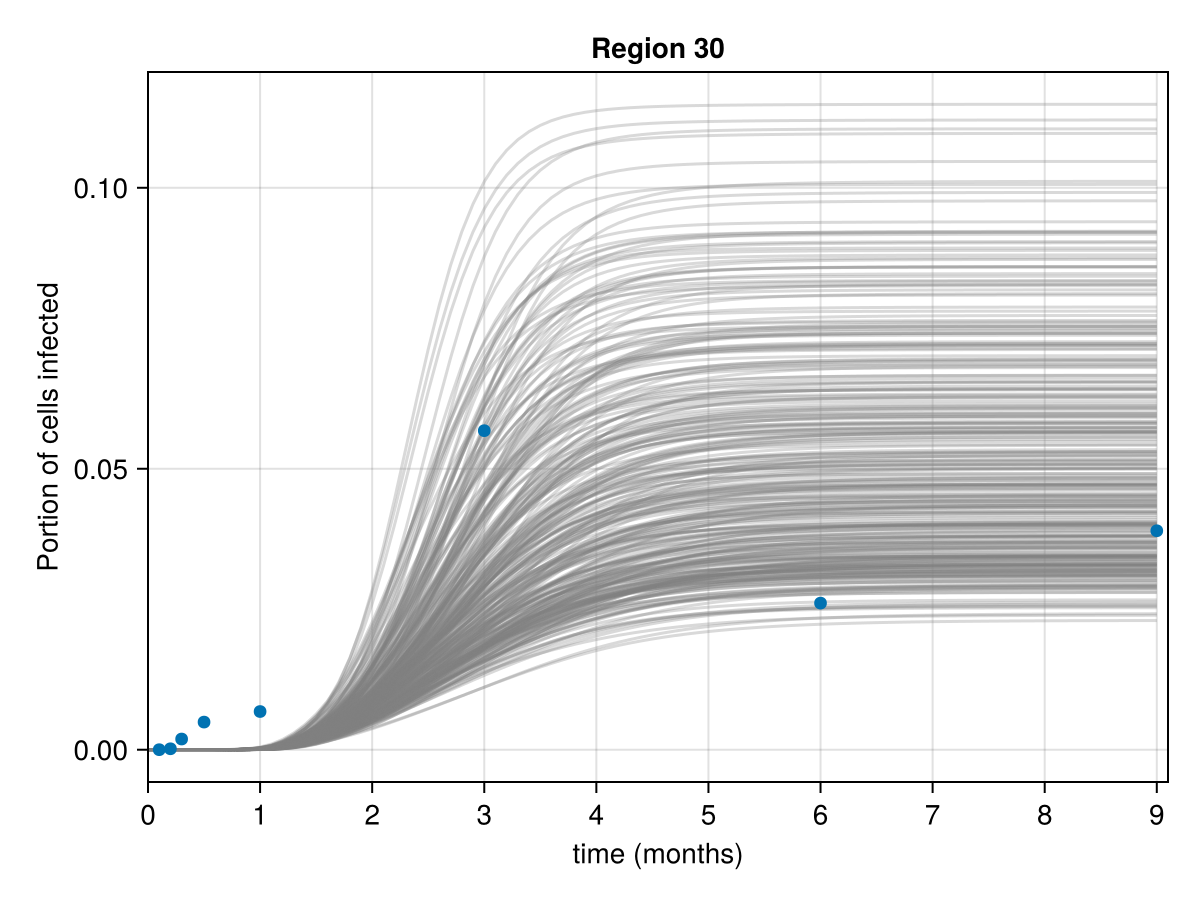 Region 30
Portion of cells infected
0.10
0.05
0.00
0 1 2 3 4 5 6 7 8 9
time (months)